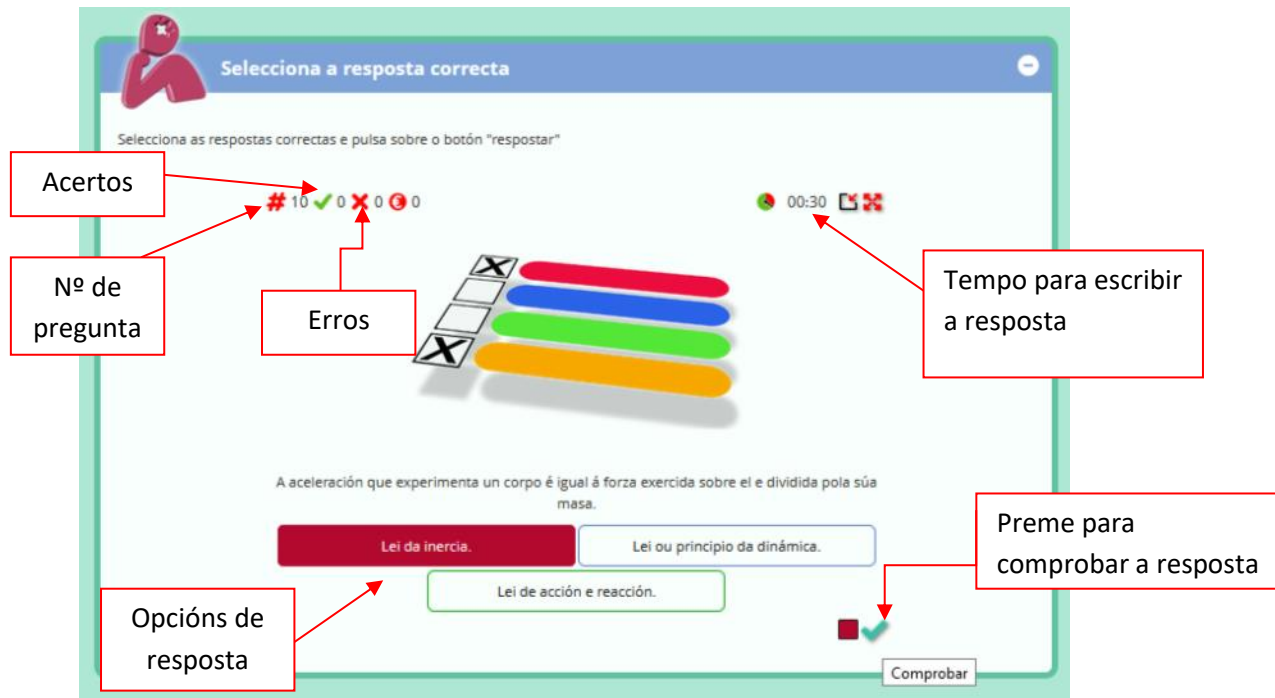 Selecciona a resposta correcta
Selecciona as respostas correctas e pulsa sobre o botón "respostar"
Acertos
# 10 0 0 0
00:30
Nº de
pregunta
Erros
Tempo para escribir
a resposta
A aceleración que experimenta un corpo é igual á forza exercida sobre el e dividida pola súa
masa.
Lei da inercia.
Lei ou principio da dinámica.
Lei de acción e reacción.
Preme para
comprobar a resposta
Opcións de
resposta
Comprobar